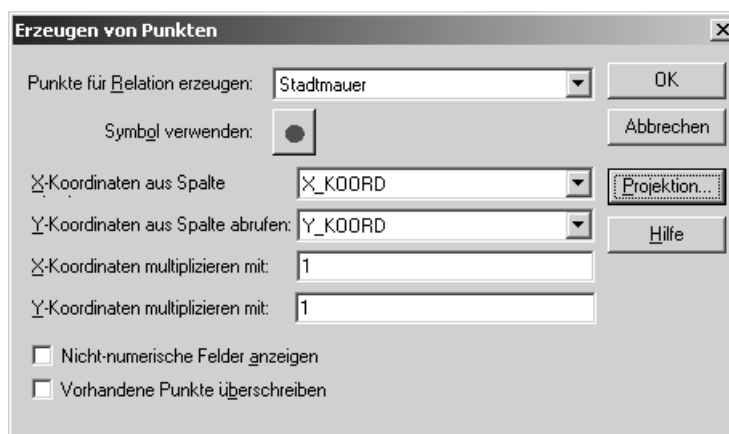 Erzeugen von Punkten
Punkte für Relation erzeugen: Stadtmauer
OK
Symbol verwenden:
Abbrechen
X-Koordinaten aus Spalte X_KOORD
Projektion...
Y-Koordinaten aus Spalte abrufen: Y_KOORD
Hilfe
X-Koordinaten multiplizieren mit: 1
Y-Koordinaten multiplizieren mit: 1
Nicht-numerische Felder anzeigen
Vorhandene Punkte überschreiben